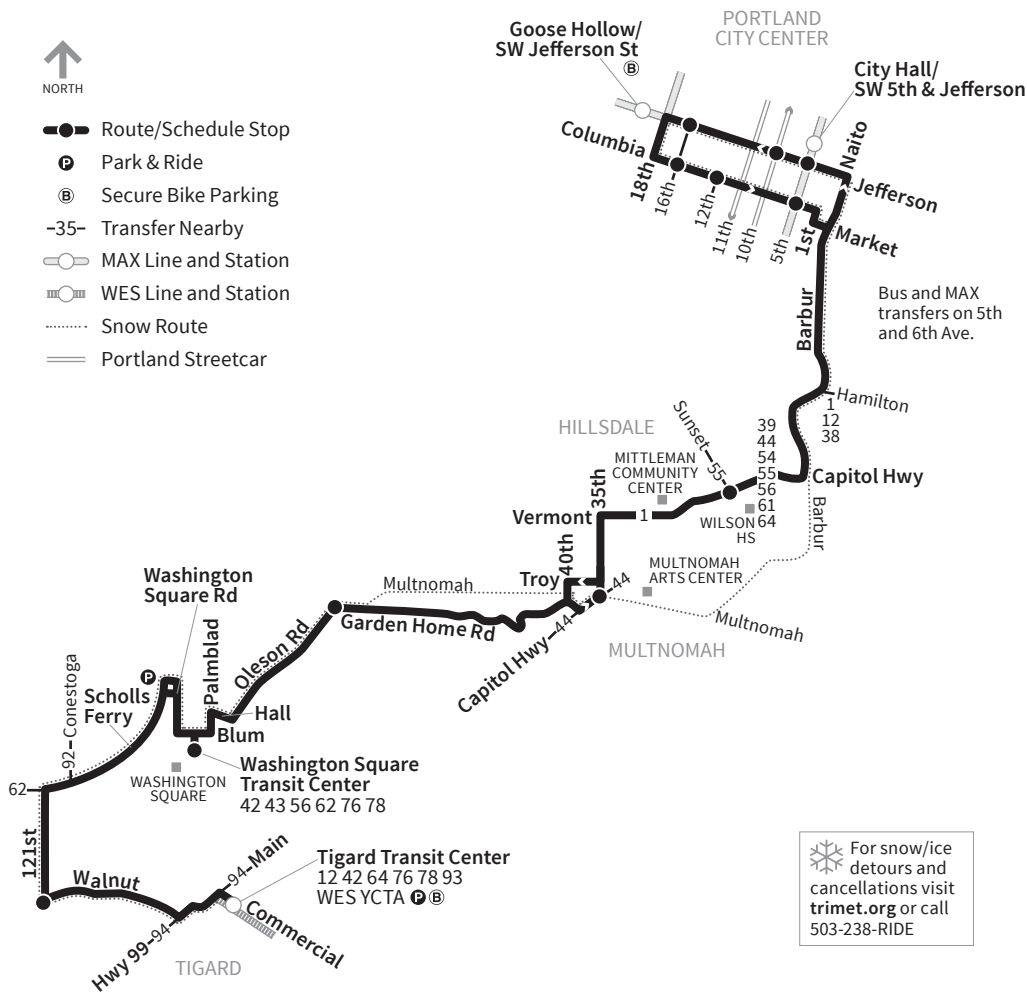 PORTLAND
CITY CENTER
Goose Hollow/
SW Jefferson St
B
City Hall/
SW 5th & Jefferson
NORTH
Route/Schedule Stop
P Park & Ride
B Secure Bike Parking
-35- Transfer Nearby
MAX Line and Station
WES Line and Station
Snow Route
Portland Streetcar
Columbia
18th
16th
12th
11th
10th
5th
1st
Naito
Jefferson
Market
Barbur
Bus and MAX
transfers on 5th
and 6th Ave.
Hamilton
1
12
38
HILLSDALE
Sunset
55
39
44
54
55
56
61
64
Capitol Hwy
MITTLEMAN
COMMUNITY
CENTER
WILSON
HS
Barbur
35th
Vermont
1
40th
Troy
44
MULTNOMAH
ARTS CENTER
Multnomah
Multnomah
Garden Home Rd
Capitol Hwy-44
MULTNOMAH
Washington
Square Rd
Palmblad
Oleson Rd
P
Scholls
Ferry
92-Conestoga
Hall
Blum
62
WASHINGTON
SQUARE
Washington Square
Transit Center
42 43 56 62 76 78
121st
Walnut
94-Main
Tigard Transit Center
12 42 64 76 78 93
WES YCTA P B
Commercial
Hwy 99-94
TIGARD
For snow/ice
detours and
cancellations visit
trimet.org or call
503-238-RIDE